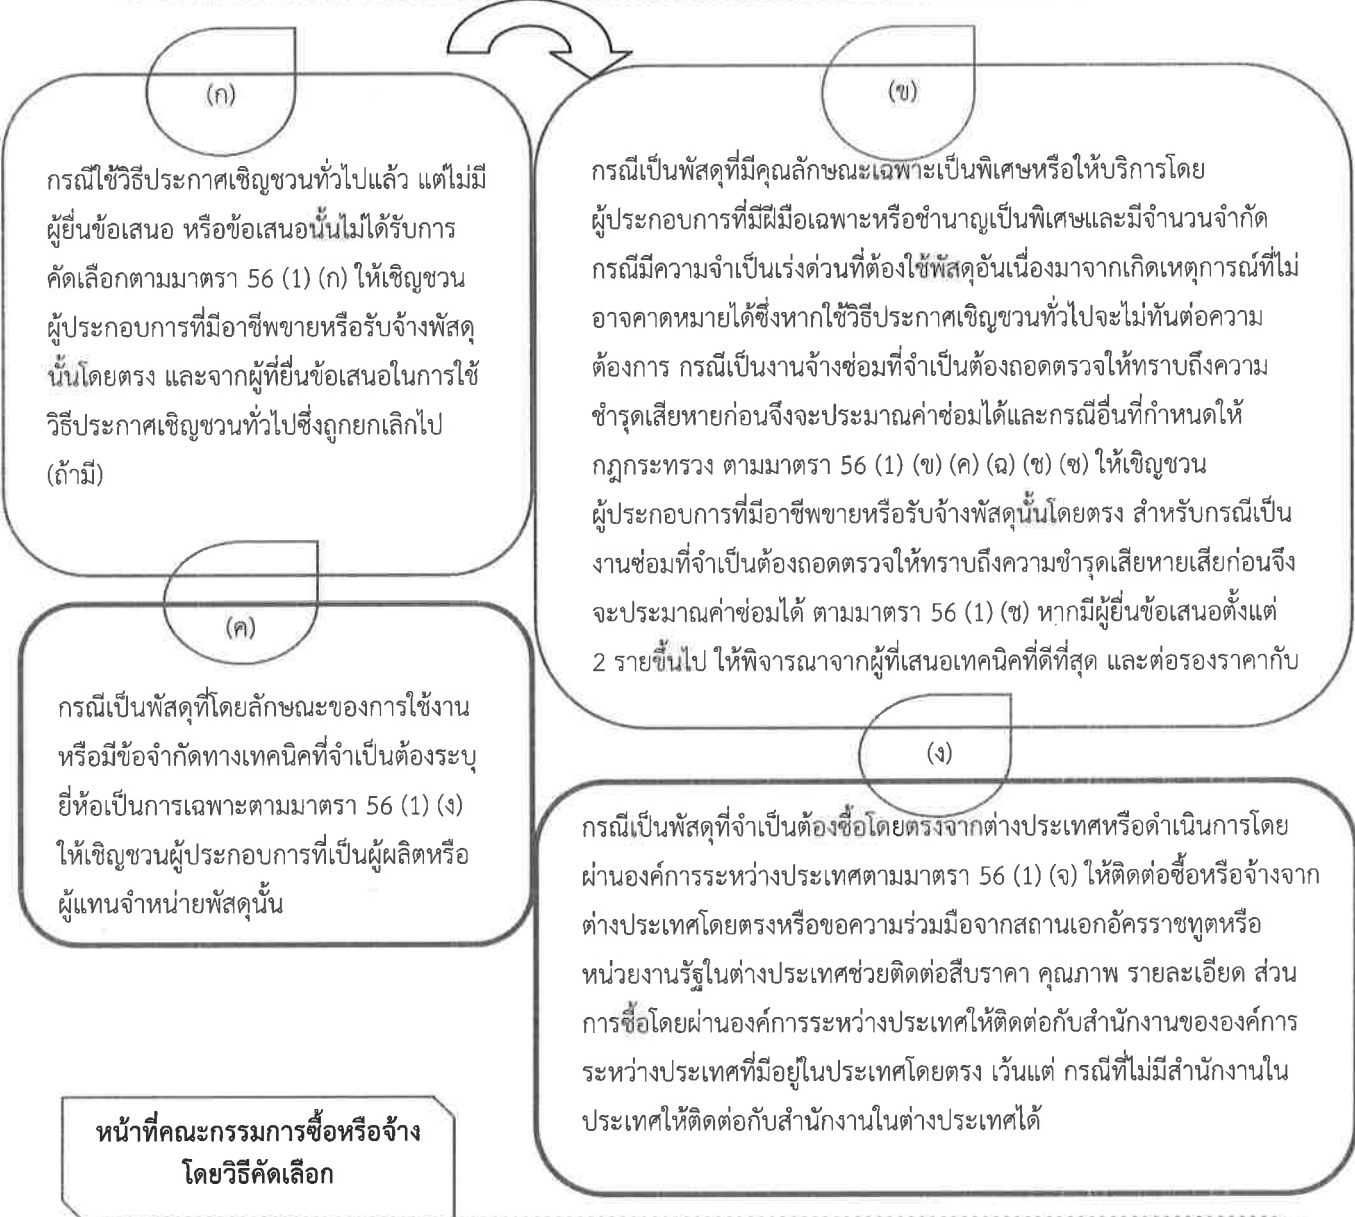 (ก)
กรณีใช้วิธีประกาศเชิญชวนทั่วไปแล้ว แต่ไม่มี
ผู้ยื่นข้อเสนอ หรือข้อเสนอนั้นไม่ได้รับการ
คัดเลือกตามมาตรา 56 (1) (ก) ให้เชิญชวน
ผู้ประกอบการที่มีอาชีพขายหรือรับจ้างพัสดุ
นั้นโดยตรง และจากผู้ที่ยื่นข้อเสนอในการใช้
วิธีประกาศเชิญชวนทั่วไปซึ่งถูกยกเลิกไป
(ถ้ามี)
(ข)
กรณีเป็นพัสดุที่มีคุณลักษณะเฉพาะเป็นพิเศษหรือให้บริการโดย
ผู้ประกอบการที่มีฝีมือเฉพาะหรือชำนาญเป็นพิเศษและมีจำนวนจำกัด
กรณีมีความจำเป็นเร่งด่วนที่ต้องใช้พัสดุอันเนื่องมาจากเกิดเหตุการณ์ที่ไม่
อาจคาดหมายได้ซึ่งหากใช้วิธีประกาศเชิญชวนทั่วไปจะไม่ทันต่อความ
ต้องการ กรณีเป็นงานจ้างซ่อมที่จำเป็นต้องถอดตรวจให้ทราบถึงความ
ชำรุดเสียหายก่อนจึงจะประมาณค่าซ่อมได้และกรณีอื่นที่กำหนดให้
กฎกระทรวง ตามมาตรา 56 (1) (ข) (ค) (ฉ) (ช) (ซ) ให้เชิญชวน
ผู้ประกอบการที่มีอาชีพขายหรือรับจ้างพัสดุนั้นโดยตรง สำหรับกรณีเป็น
งานซ่อมที่จำเป็นต้องถอดตรวจให้ทราบถึงความชำรุดเสียหายเสียก่อนจึง
จะประมาณค่าซ่อมได้ ตามมาตรา 56 (1) (ช) หากมีผู้ยื่นข้อเสนอตั้งแต่
2 รายขึ้นไป ให้พิจารณาจากผู้ที่เสนอเทคนิคที่ดีที่สุด และต่อรองราคากับ
(ค)
กรณีเป็นพัสดุที่โดยลักษณะของการใช้งาน
หรือมีข้อจำกัดทางเทคนิคที่จำเป็นต้องระบุ
ยี่ห้อเป็นการเฉพาะตามมาตรา 56 (1) (ง)
ให้เชิญชวนผู้ประกอบการที่เป็นผู้ผลิตหรือ
ผู้แทนจำหน่ายพัสดุนั้น
(ง)
กรณีเป็นพัสดุที่จำเป็นต้องซื้อโดยตรงจากต่างประเทศหรือดำเนินการโดย
ผ่านองค์การระหว่างประเทศตามมาตรา 56 (1) (จ) ให้ติดต่อซื้อหรือจ้างจาก
ต่างประเทศโดยตรงหรือขอความร่วมมือจากสถานเอกอัครราชทูตหรือ
หน่วยงานรัฐในต่างประเทศช่วยติดต่อสืบราคา คุณภาพ รายละเอียด ส่วน
การซื้อโดยผ่านองค์การระหว่างประเทศให้ติดต่อกับสำนักงานขององค์การ
ระหว่างประเทศที่มีอยู่ในประเทศโดยตรง เว้นแต่ กรณีที่ไม่มีสำนักงานใน
ประเทศให้ติดต่อกับสำนักงานในต่างประเทศได้
หน้าที่คณะกรรมการซื้อหรือจ้าง
โดยวิธีคัดเลือก